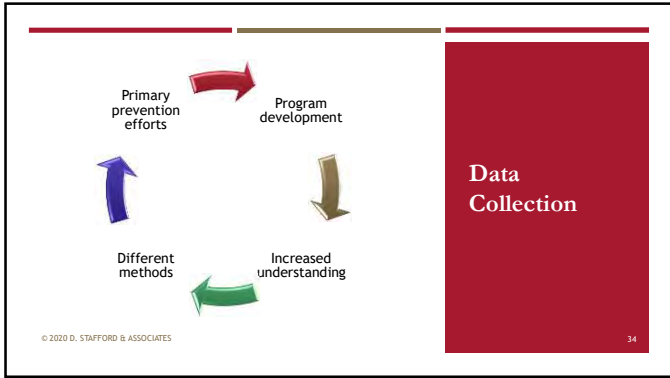 Primary
prevention
efforts
Program
development
Increased
understanding
Different
methods
Data
Collection
© 2020 D. STAFFORD & ASSOCIATES
34